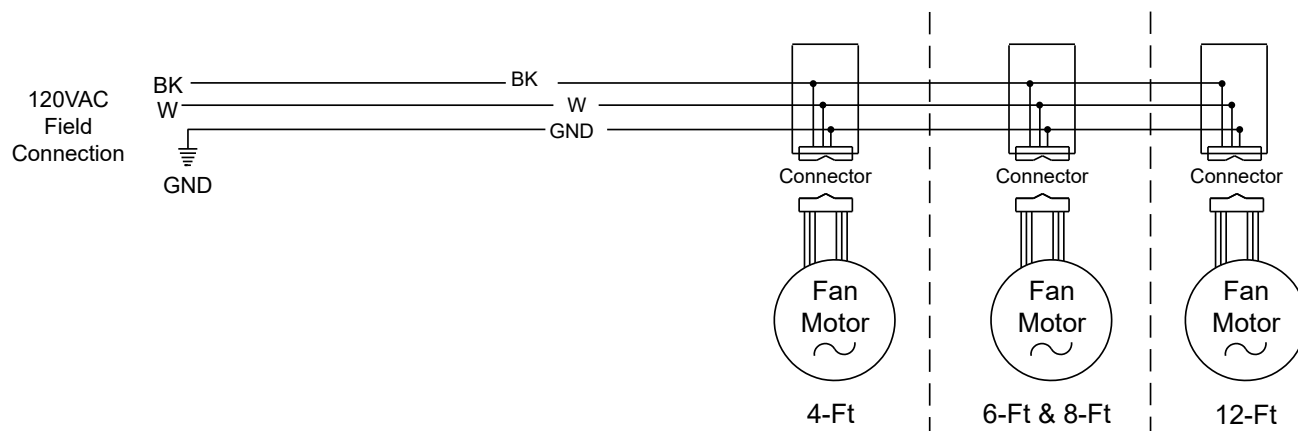 120VAC
Field
Connection
BK
W
GND
BK
W
GND
Connector
Connector
Connector
Fan
Motor
Fan
Motor
Fan
Motor
4-Ft
6-Ft & 8-Ft
12-Ft